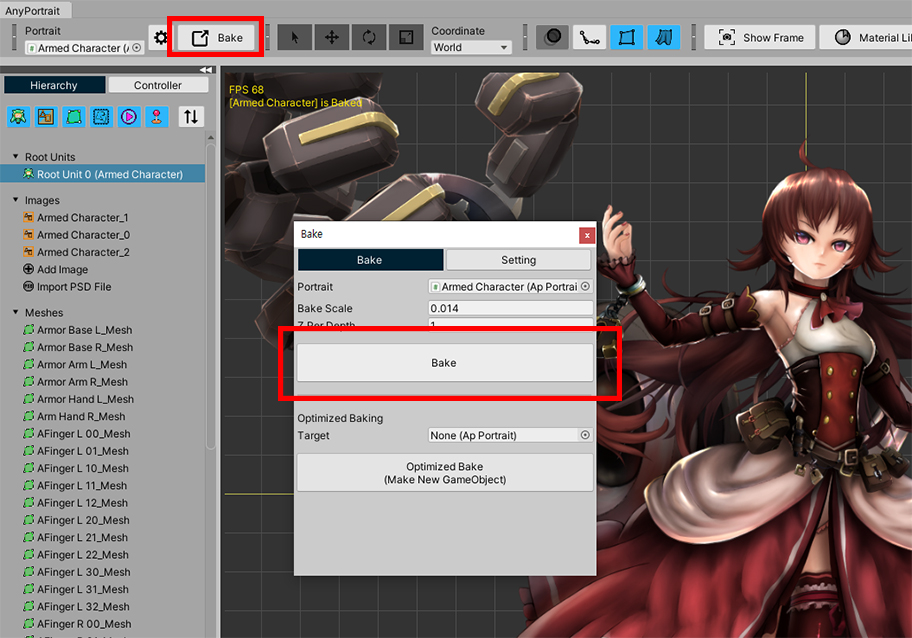 AnyPortrait
Portrait
Armed Character (A
Bake
Coordinate
World
Show Frame
Material Li
Hierarchy
Controller
FPS 68
[Armed Character] is Baked
Root Units
Root Unit 0 (Armed Character)
Images
Armed Character_1
Armed Character_0
Armed Character_2
Add Image
Import PSD File
Meshes
Armor Base L_Mesh
Armor Base R_Mesh
Armor Arm L_Mesh
Armor Arm R_Mesh
Armor Hand L_Mesh
Arm Hand R_Mesh
AFinger L 00_Mesh
AFinger L 01_Mesh
AFinger L 10_Mesh
AFinger L 11_Mesh
AFinger L 12_Mesh
AFinger L 20_Mesh
AFinger L 21_Mesh
AFinger L 22_Mesh
AFinger L 30_Mesh
AFinger L 31_Mesh
AFinger L 32_Mesh
AFinger R 00_Mesh
Bake
Bake
Setting
Portrait
Armed Character (Ap Portrai
Bake Scale
0.014
Z Per Depth
1
Bake
Optimized Baking
Target
None (Ap Portrait)
Optimized Bake
(Make New GameObject)